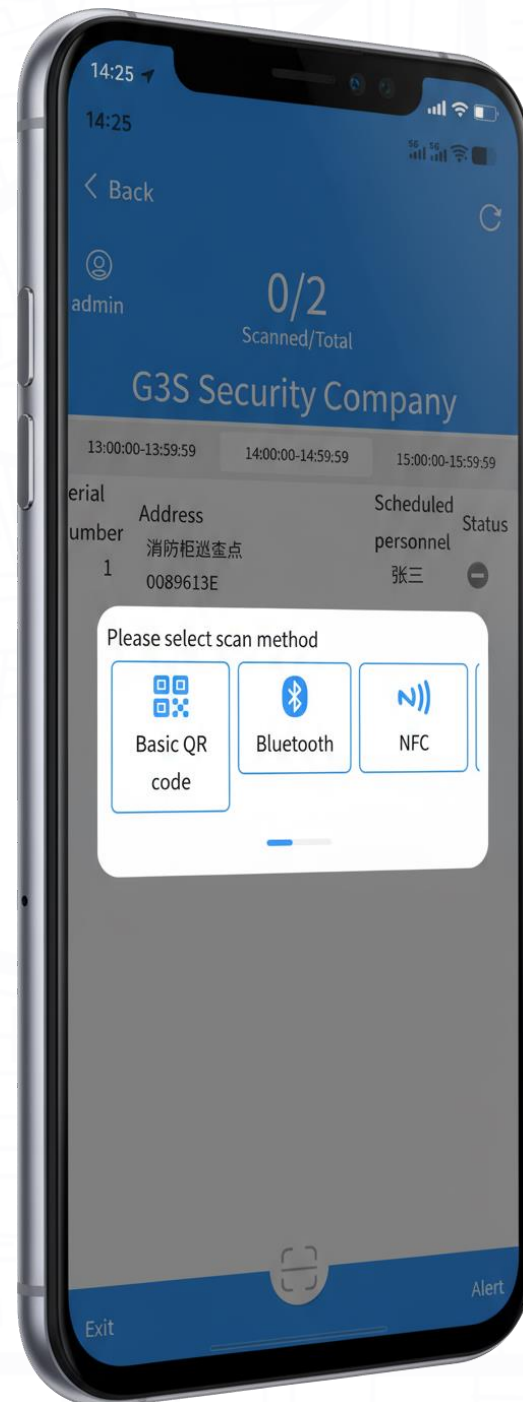 14:25
14:25
5G 5G
Back
admin
0/2
Scanned/Total
G3S Security Company
13:00:00-13:59:59 14:00:00-14:59:59 15:00:00-15:59:59
erial
umber
Address
Scheduled
personnel
Status
1
消防柜巡查点
0089613E
张三
Please select scan method
Basic QR
code
Bluetooth
NFC
Exit
Alert